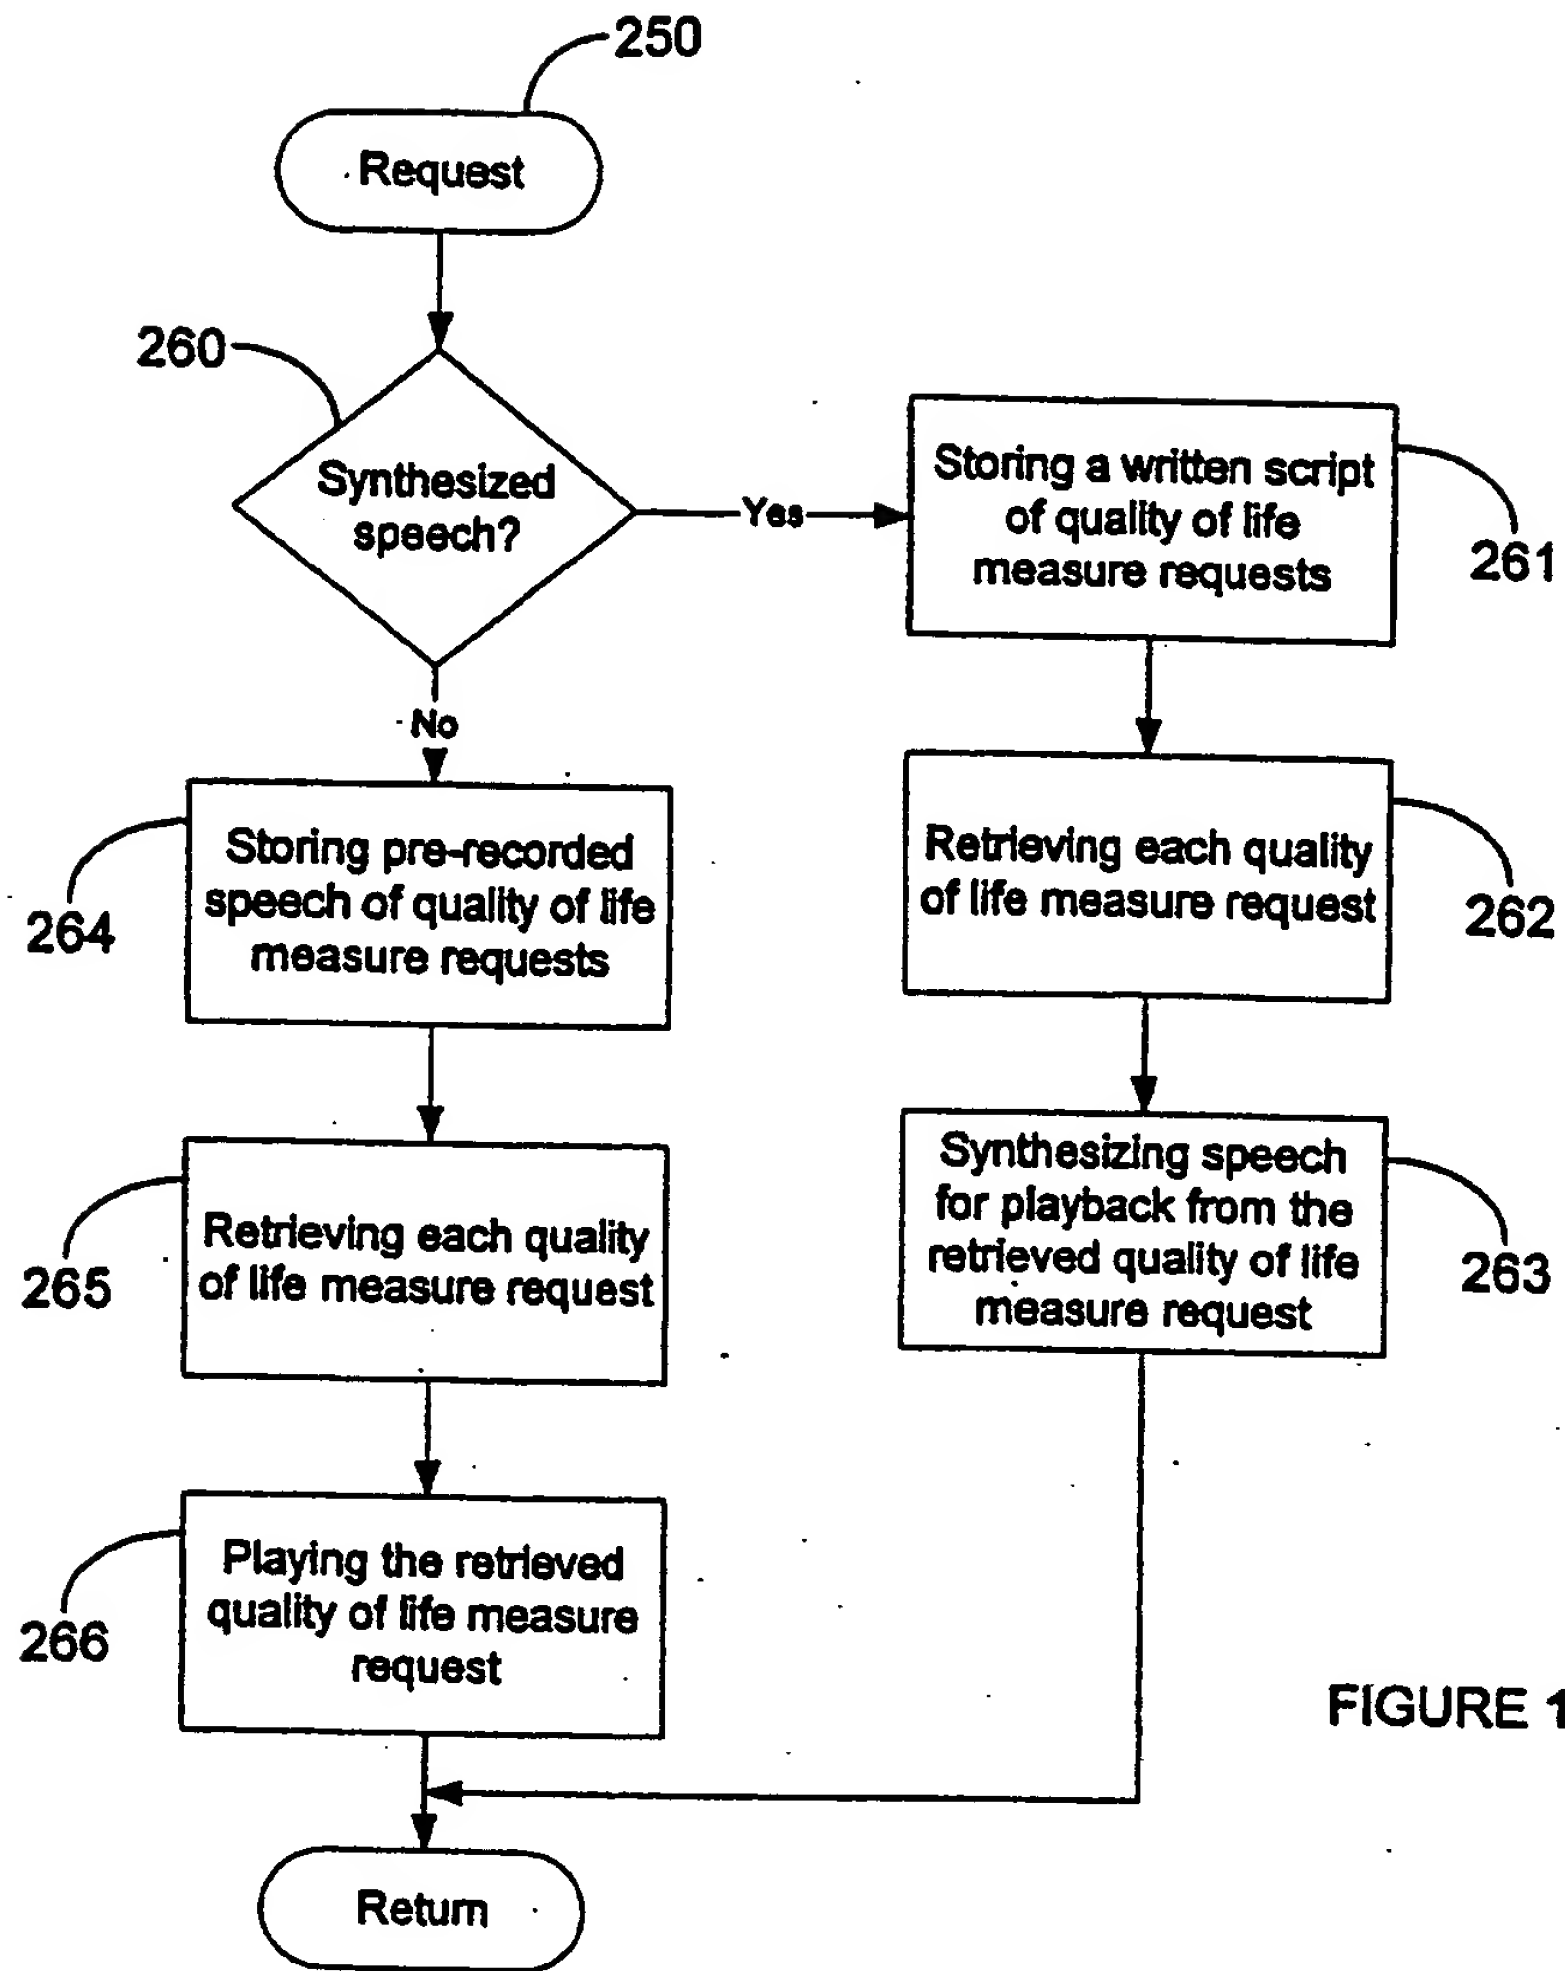 250
Request
260
Synthesized
speech?
Yes
Storing a written script
of quality of life
measure requests
261
No
Storing pre-recorded
speech of quality of life
measure requests
264
Retrieving each quality
of life measure request
262
Retrieving each quality
of life measure request
265
Synthesizing speech
for playback from the
retrieved quality of life
measure request
263
Playing the retrieved
quality of life measure
request
266
FIGURE 1
Return